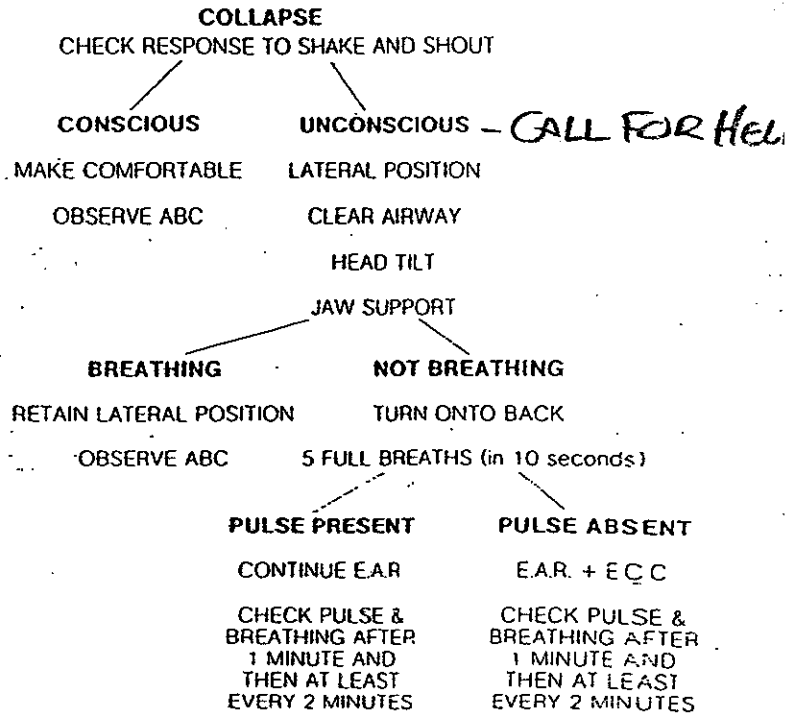 COLLAPSE
CHECK RESPONSE TO SHAKE AND SHOUT
CONSCIOUS UNCONSCIOUS - CALL FOR HEL
MAKE COMFORTABLE LATERAL POSITION
OBSERVE ABC CLEAR AIRWAY
HEAD TILT
JAW SUPPORT
BREATHING NOT BREATHING
RETAIN LATERAL POSITION TURN ONTO BACK
OBSERVE ABC 5 FULL BREATHS (in 10 seconds)
PULSE PRESENT PULSE ABSENT
CONTINUE E.A.R E.A.R. + E C C
CHECK PULSE & CHECK PULSE &
BREATHING AFTER BREATHING AFTER
1 MINUTE AND 1 MINUTE AND
THEN AT LEAST THEN AT LEAST
EVERY 2 MINUTES EVERY 2 MINUTES